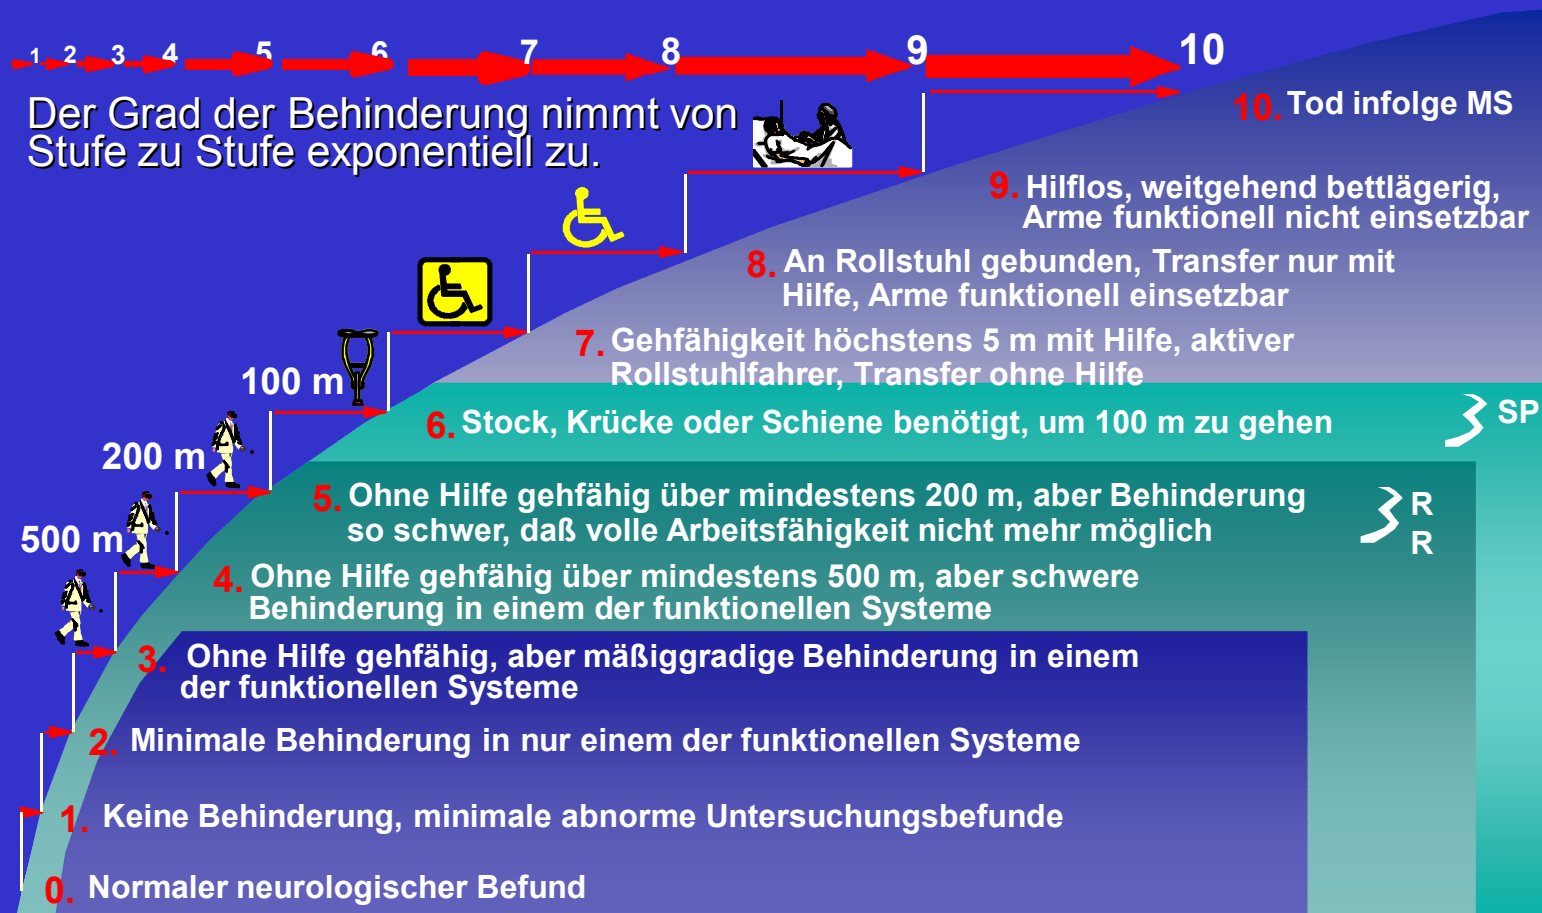 1 2 3 4 5 6 7 8 9 10
Der Grad der Behinderung nimmt von
Stufe zu Stufe exponentiell zu.
10. Tod infolge MS
9. Hilflos, weitgehend bettlägerig,
Arme funktionell nicht einsetzbar
8. An Rollstuhl gebunden, Transfer nur mit
Hilfe, Arme funktionell einsetzbar
7. Gehfähigkeit höchstens 5 m mit Hilfe, aktiver
Rollstuhlfahrer, Transfer ohne Hilfe
100 m
6. Stock, Krücke oder Schiene benötigt, um 100 m zu gehen
SP
200 m
5. Ohne Hilfe gehfähig über mindestens 200 m, aber Behinderung
so schwer, daß volle Arbeitsfähigkeit nicht mehr möglich
R
R
500 m
4. Ohne Hilfe gehfähig über mindestens 500 m, aber schwere
Behinderung in einem der funktionellen Systeme
3. Ohne Hilfe gehfähig, aber mäßiggradige Behinderung in einem
der funktionellen Systeme
2. Minimale Behinderung in nur einem der funktionellen Systeme
1. Keine Behinderung, minimale abnorme Untersuchungsbefunde
0. Normaler neurologischer Befund